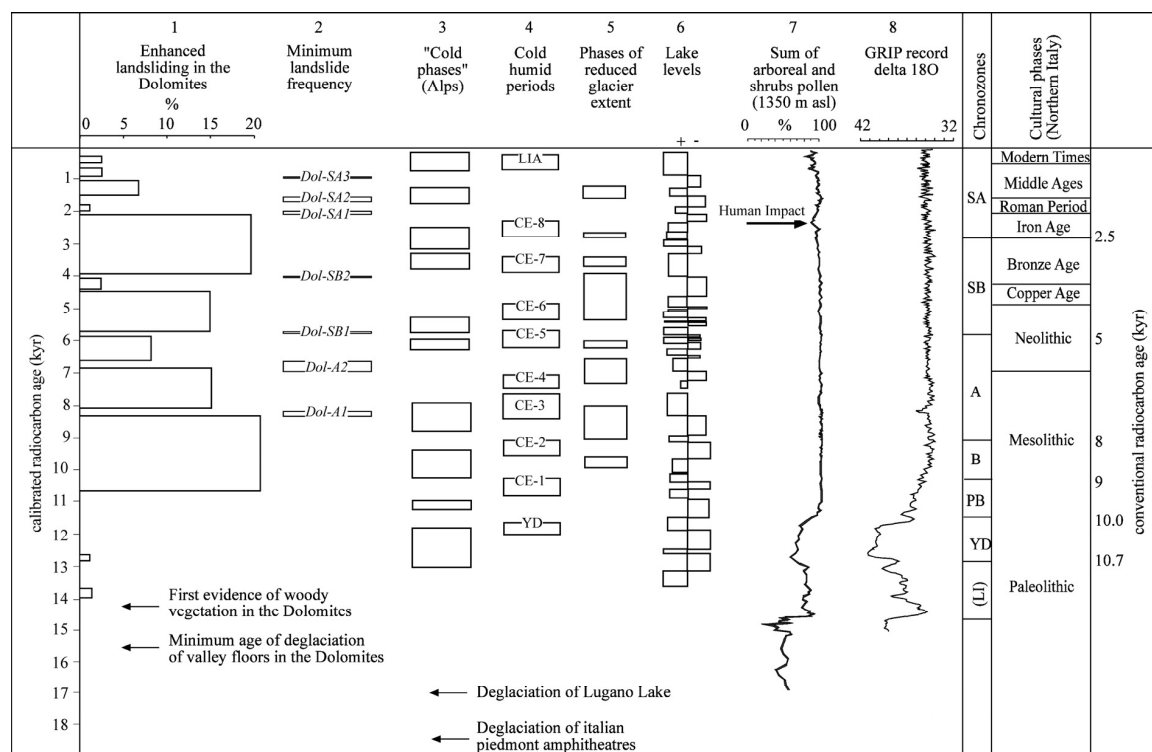 1
2
3
4
5
6
7
8
Enhanced
landsliding in the
Dolomites
%
Minimum
landslide
frequency
"Cold
phases"
(Alps)
Cold
humid
periods
Phases of
reduced
glacier
extent
Lake
levels
Sum of
arboreal and
shrubs pollen
(1350 m asl)
GRIP record
delta 18O
Chronozones
Cultural phases
(Northern Italy)
0 5 10 15 20
+ -
0 % 100
42 32
calibrated radiocarbon age (kyr)
1
2
3
4
5
6
7
8
9
10
11
12
13
14
15
16
17
18
Dol-SA3
Dol-SA2
Dol-SA1
Dol-SB2
Dol-SB1
Dol-A2
Dol-A1
LIA
CE-8
CE-7
CE-6
CE-5
CE-4
CE-3
CE-2
CE-1
YD
Human Impact
First evidence of woody
vegetation in the Dolomites
Minimum age of deglaciation
of valley floors in the Dolomites
Deglaciation of Lugano Lake
Deglaciation of italian
piedmont amphitheatres
SA
SB
A
B
PB
YD
(LI)
Modern Times
Middle Ages
Roman Period
Iron Age
Bronze Age
Copper Age
Neolithic
Mesolithic
Paleolithic
2.5
5
8
9
10.0
10.7
conventional radiocarbon age (kyr)